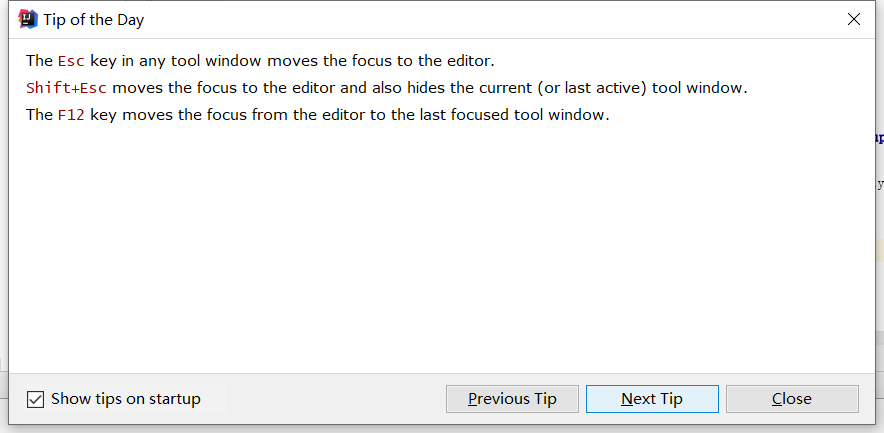 Tip of the Day
The Esc key in any tool window moves the focus to the editor.
Shift+Esc moves the focus to the editor and also hides the current (or last active) tool window.
The F12 key moves the focus from the editor to the last focused tool window.
Show tips on startup
Previous Tip
Next Tip
Close